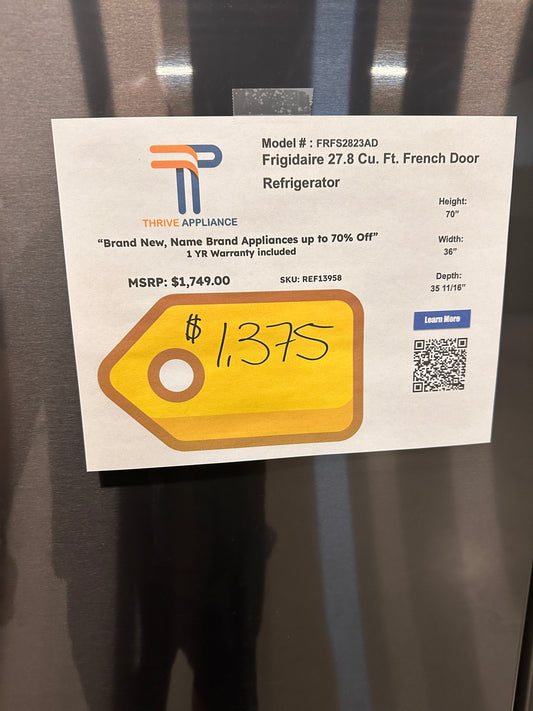 Model # : FRFS2823AD
Frigidaire 27.8 Cu. Ft. French Door
Refrigerator
THRIVE APPLIANCE
"Brand New, Name Brand Appliances up to 70% Off"
1 YR Warranty included
MSRP: $1,749.00
SKU: REF13958
$1,375
Height:
70"
Width:
36"
Depth:
35 11/16"
Learn More